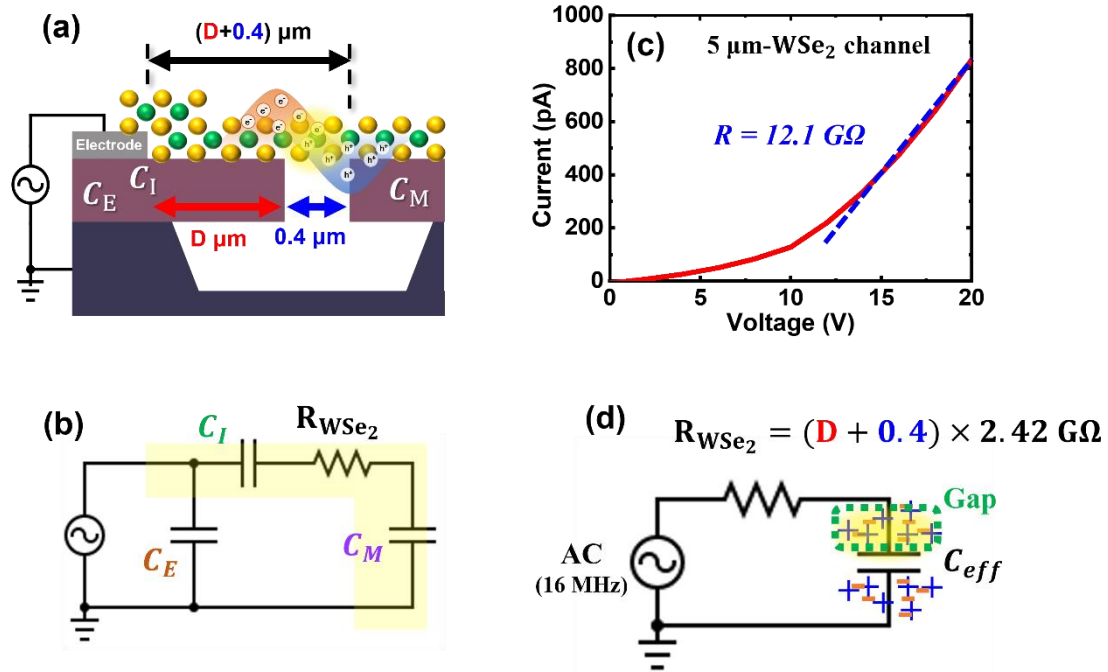 (a)
(D+0.4) μm
Electrode
C_I
C_E
C_M
D μm
0.4 μm
e⁻ e⁻ e⁻ e⁻ e⁻ e⁻
h⁺ h⁺ h⁺ h⁺ h⁺ h⁺ h⁺
(c)
5 μm-WSe₂ channel
R = 12.1 GΩ
Current (pA)
1000
800
600
400
200
0
0 5 10 15 20
Voltage (V)
(b)
C_I
R_WSe₂
C_E
C_M
(d)
R_WSe₂ = (D + 0.4) × 2.42 GΩ
Gap
AC
(16 MHz)
C_eff